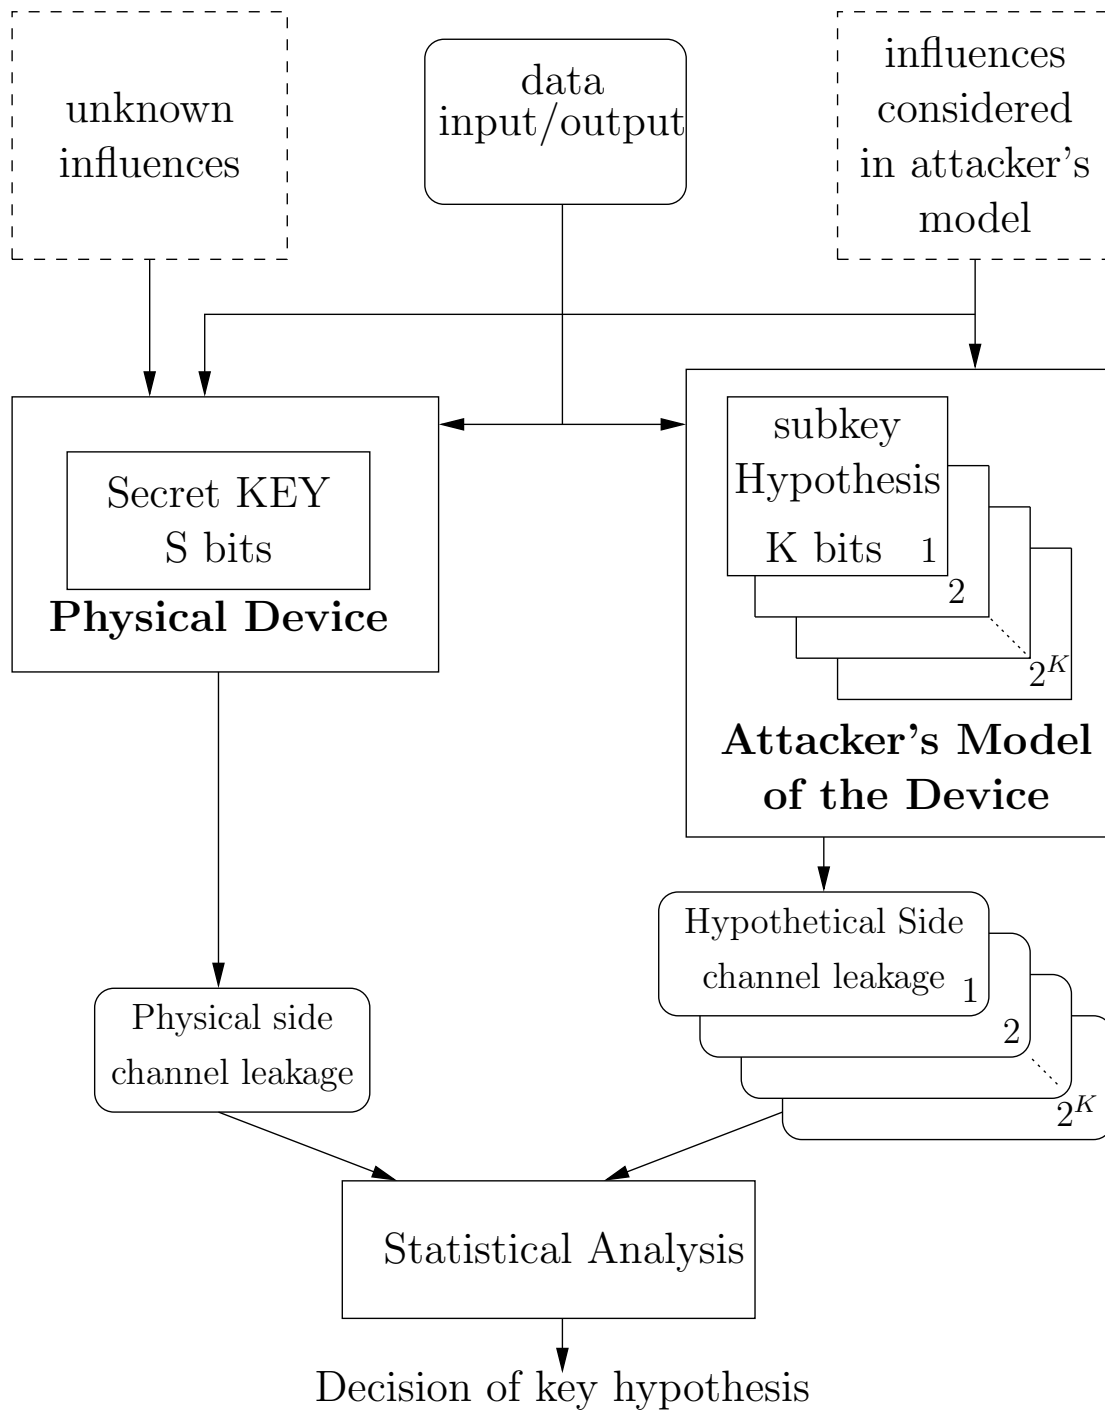 unknown
influences
data
input/output
influences
considered
in attacker's
model
Secret KEY
S bits
Physical Device
subkey
Hypothesis
K bits 1
2
2^K
Attacker's Model
of the Device
Physical side
channel leakage
Hypothetical Side
channel leakage 1
2
2^K
Statistical Analysis
Decision of key hypothesis